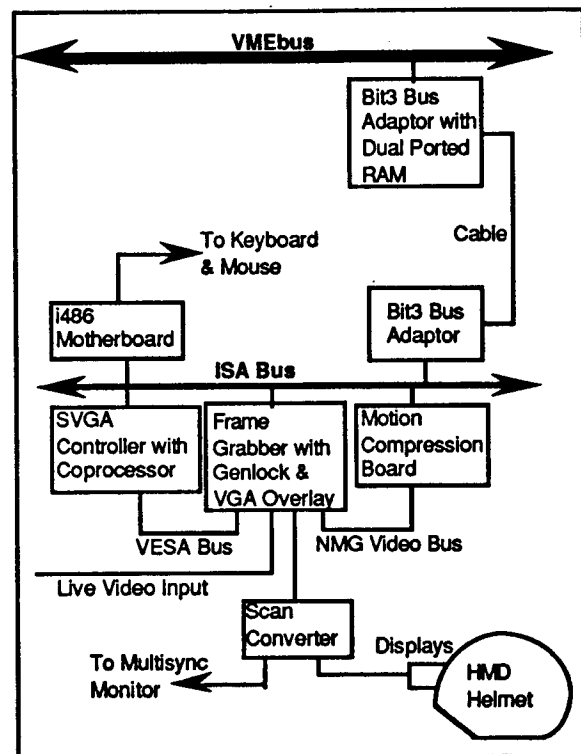 VMEbus
Bit3 Bus
Adaptor with
Dual Ported
RAM
Cable
To Keyboard
& Mouse
i486
Motherboard
Bit3 Bus
Adaptor
ISA Bus
SVGA
Controller with
Coprocessor
Frame
Grabber with
Genlock &
VGA Overlay
Motion
Compression
Board
VESA Bus
NMG Video Bus
Live Video Input
Scan
Converter
Displays
To Multisync
Monitor
HMD
Helmet